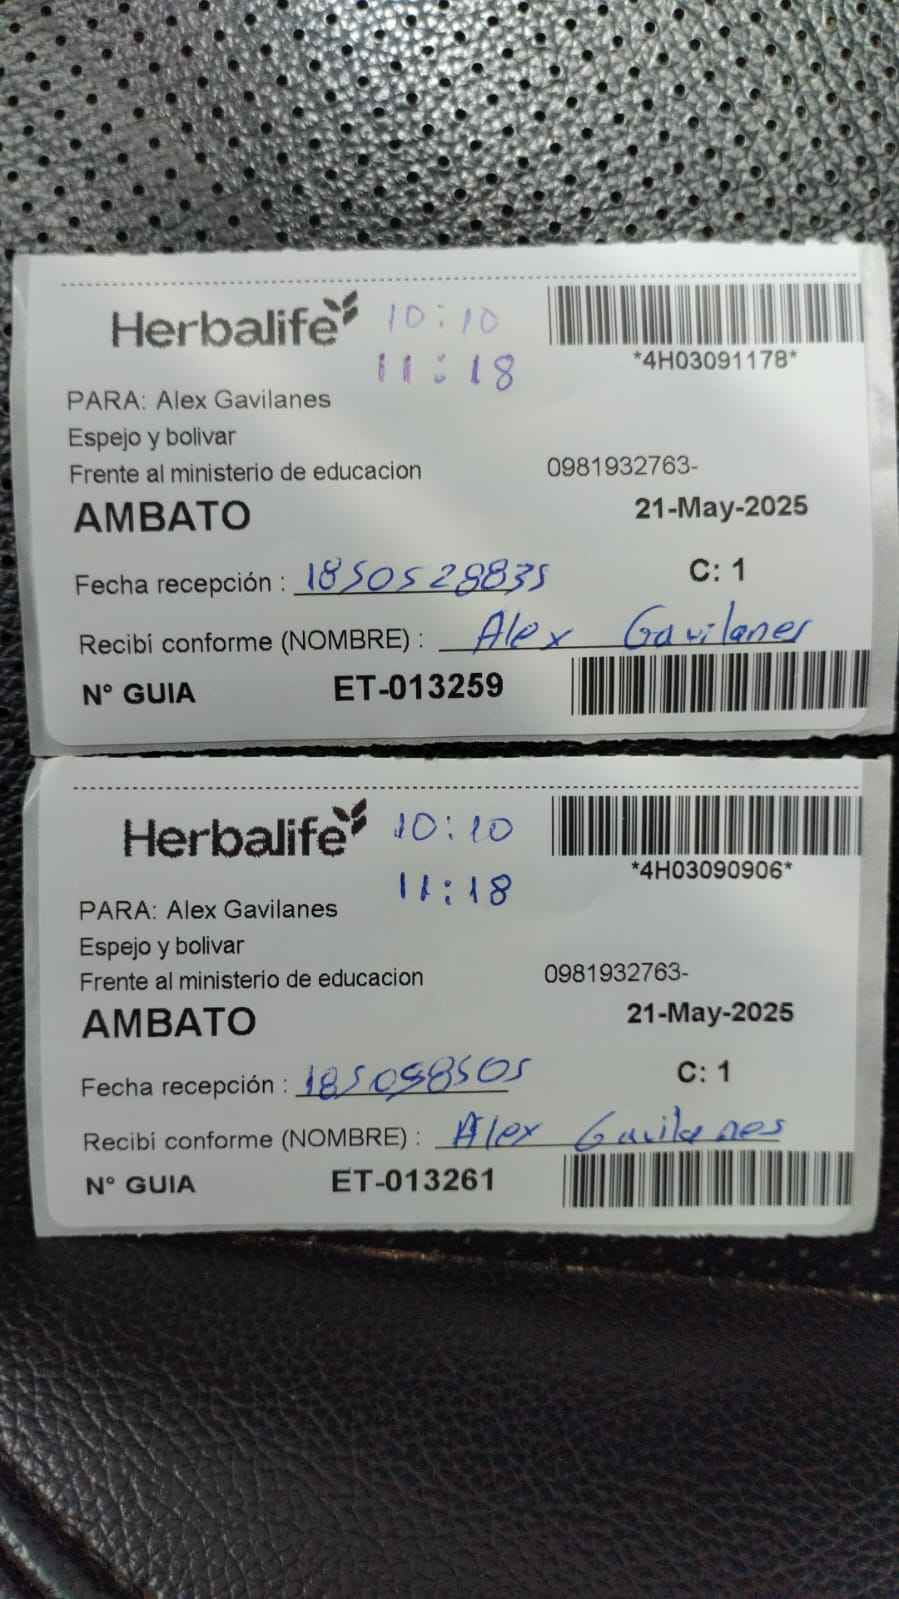 Herbalife 10:10
11:18
*4H03091178*
PARA: Alex Gavilanes
Espejo y bolivar
Frente al ministerio de educacion 0981932763-
AMBATO 21-May-2025
Fecha recepción : 1850528835 C: 1
Recibí conforme (NOMBRE) : Alex Gavilanes
N° GUIA ET-013259
Herbalife 10:10
11:18
*4H03090906*
PARA: Alex Gavilanes
Espejo y bolivar
Frente al ministerio de educacion 0981932763-
AMBATO 21-May-2025
Fecha recepción : C: 1
Recibí conforme (NOMBRE) : Alex Gavilanes
N° GUIA ET-013261